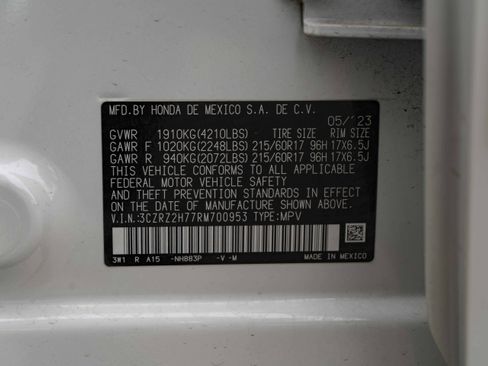 MFD.BY HONDA DE MEXICO S.A. DE C.V.
05/'23
GVWR 1910KG(4210LBS) TIRE SIZE RIM SIZE
GAWR F 1020KG(2248LBS) 215/60R17 96H 17X6.5J
GAWR R 940KG(2072LBS) 215/60R17 96H 17X6.5J
THIS VEHICLE CONFORMS TO ALL APPLICABLE
FEDERAL MOTOR VEHICLE SAFETY
AND THEFT PREVENTION STANDARDS IN EFFECT ON THE
DATE OF MANUFACTURE SHOWN ABOVE.
V.I.N:3CZRZ2H77RM700953 TYPE:MPV
3W1 R A15 -NH883P -V -M MADE IN MEXICO